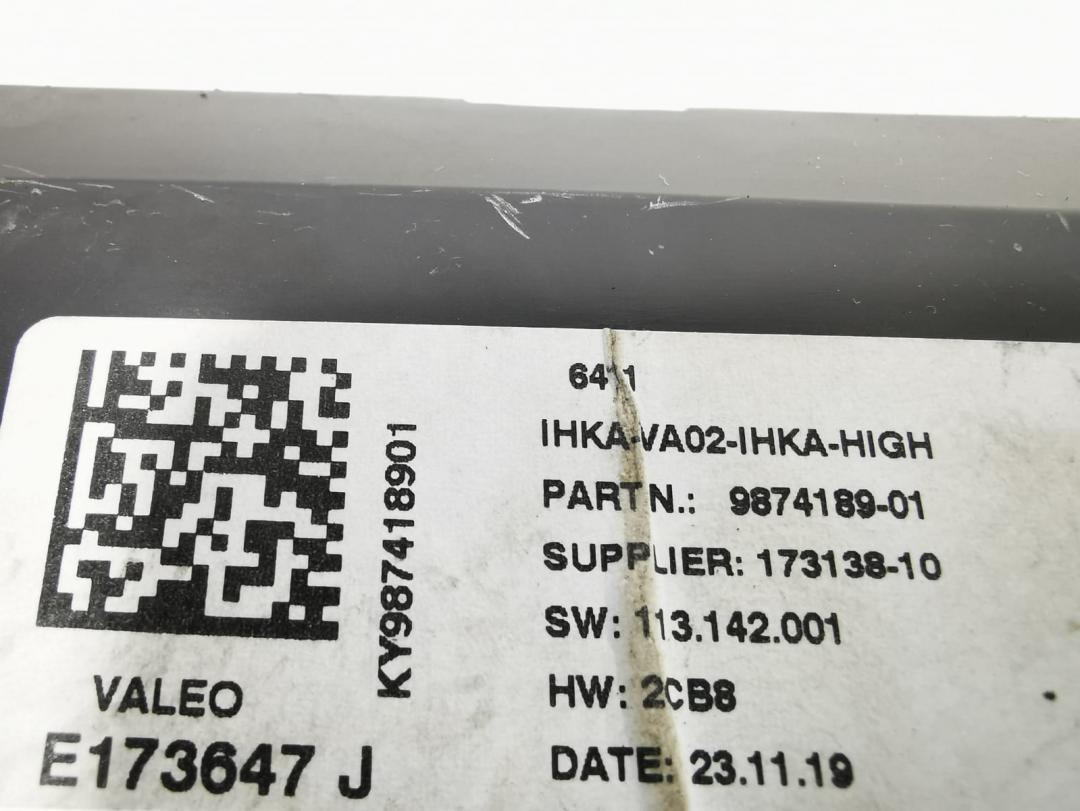 6411
IHKA-VA02-IHKA-HIGH
PART N.: 9874189-01
SUPPLIER: 173138-10
SW: 113.142.001
HW: 2CB8
DATE: 23.11.19
KY987418901
VALEO
E173647 J